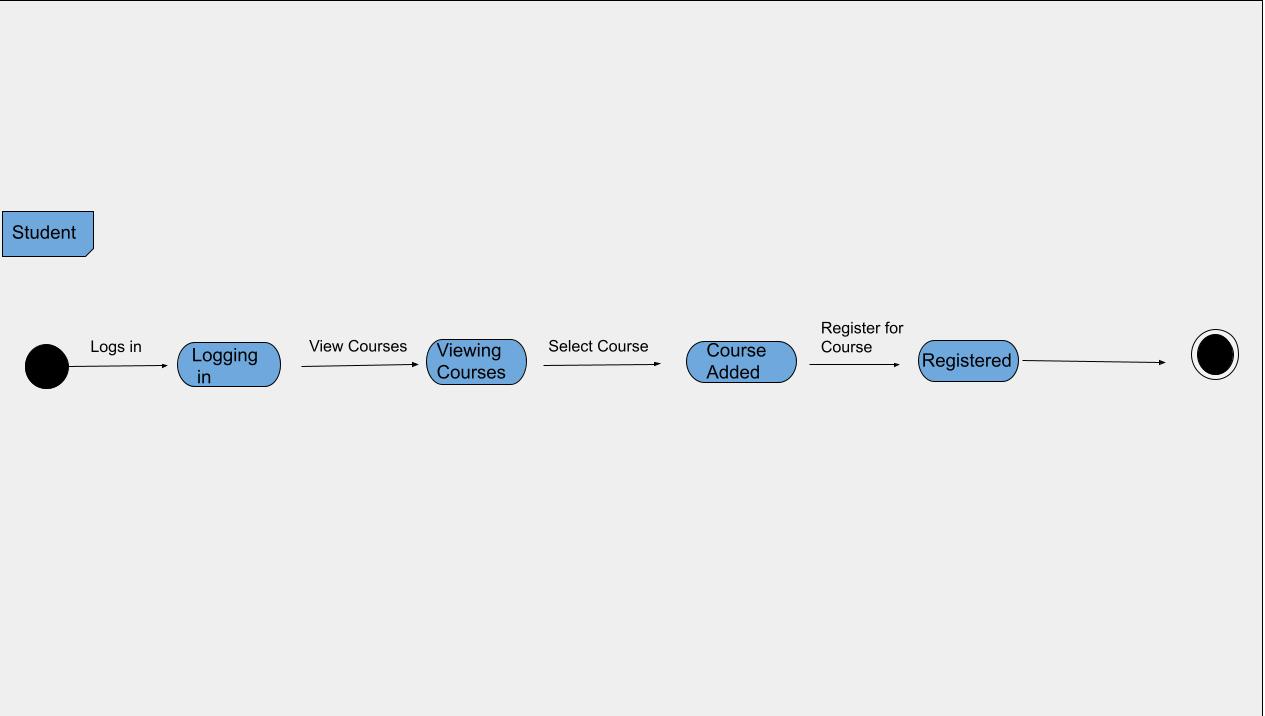 Student
Logs in
Logging
in
View Courses
Viewing
Courses
Select Course
Course
Added
Register for
Course
Registered